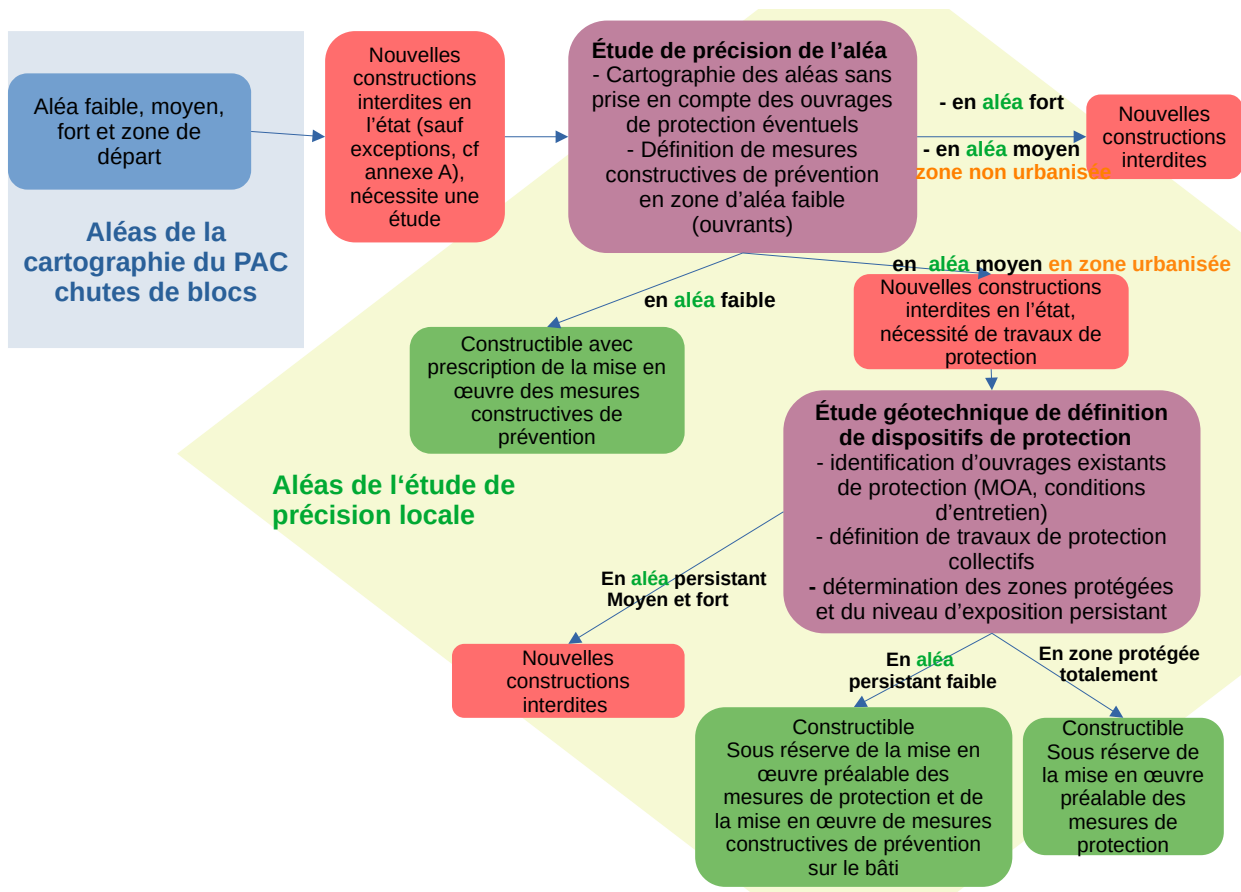 Aléa faible, moyen,
fort et zone de
départ
Aléas de la
cartographie du PAC
chutes de blocs
Nouvelles
constructions
interdites en
l’état (sauf
exceptions, cf
annexe A),
nécessite une
étude
Étude de précision de l’aléa
- Cartographie des aléas sans
prise en compte des ouvrages
de protection éventuels
- Définition de mesures
constructives de prévention
en zone d’aléa faible
(ouvrants)
- en aléa fort
- en aléa moyen
zone non urbanisée
Nouvelles
constructions
interdites
en aléa faible
en  aléa moyen en zone urbanisée
Constructible avec
prescription de la mise en
œuvre des mesures
constructives de
prévention
Nouvelles constructions
interdites en l’état,
nécessité de travaux de
protection
Aléas de l‘étude de
précision locale
Étude géotechnique de définition
de dispositifs de protection
- identification d’ouvrages existants
de protection (MOA, conditions
d’entretien)
- définition de travaux de protection
collectifs
- détermination des zones protégées
et du niveau d’exposition persistant
En aléa persistant
Moyen et fort
Nouvelles
constructions
interdites
En aléa
persistant faible
En zone protégée
totalement
Constructible
Sous réserve de la mise en
œuvre préalable des
mesures de protection et de
la mise en œuvre de mesures
constructives de prévention
sur le bâti
Constructible
Sous réserve de
la mise en œuvre
préalable des
mesures de
protection